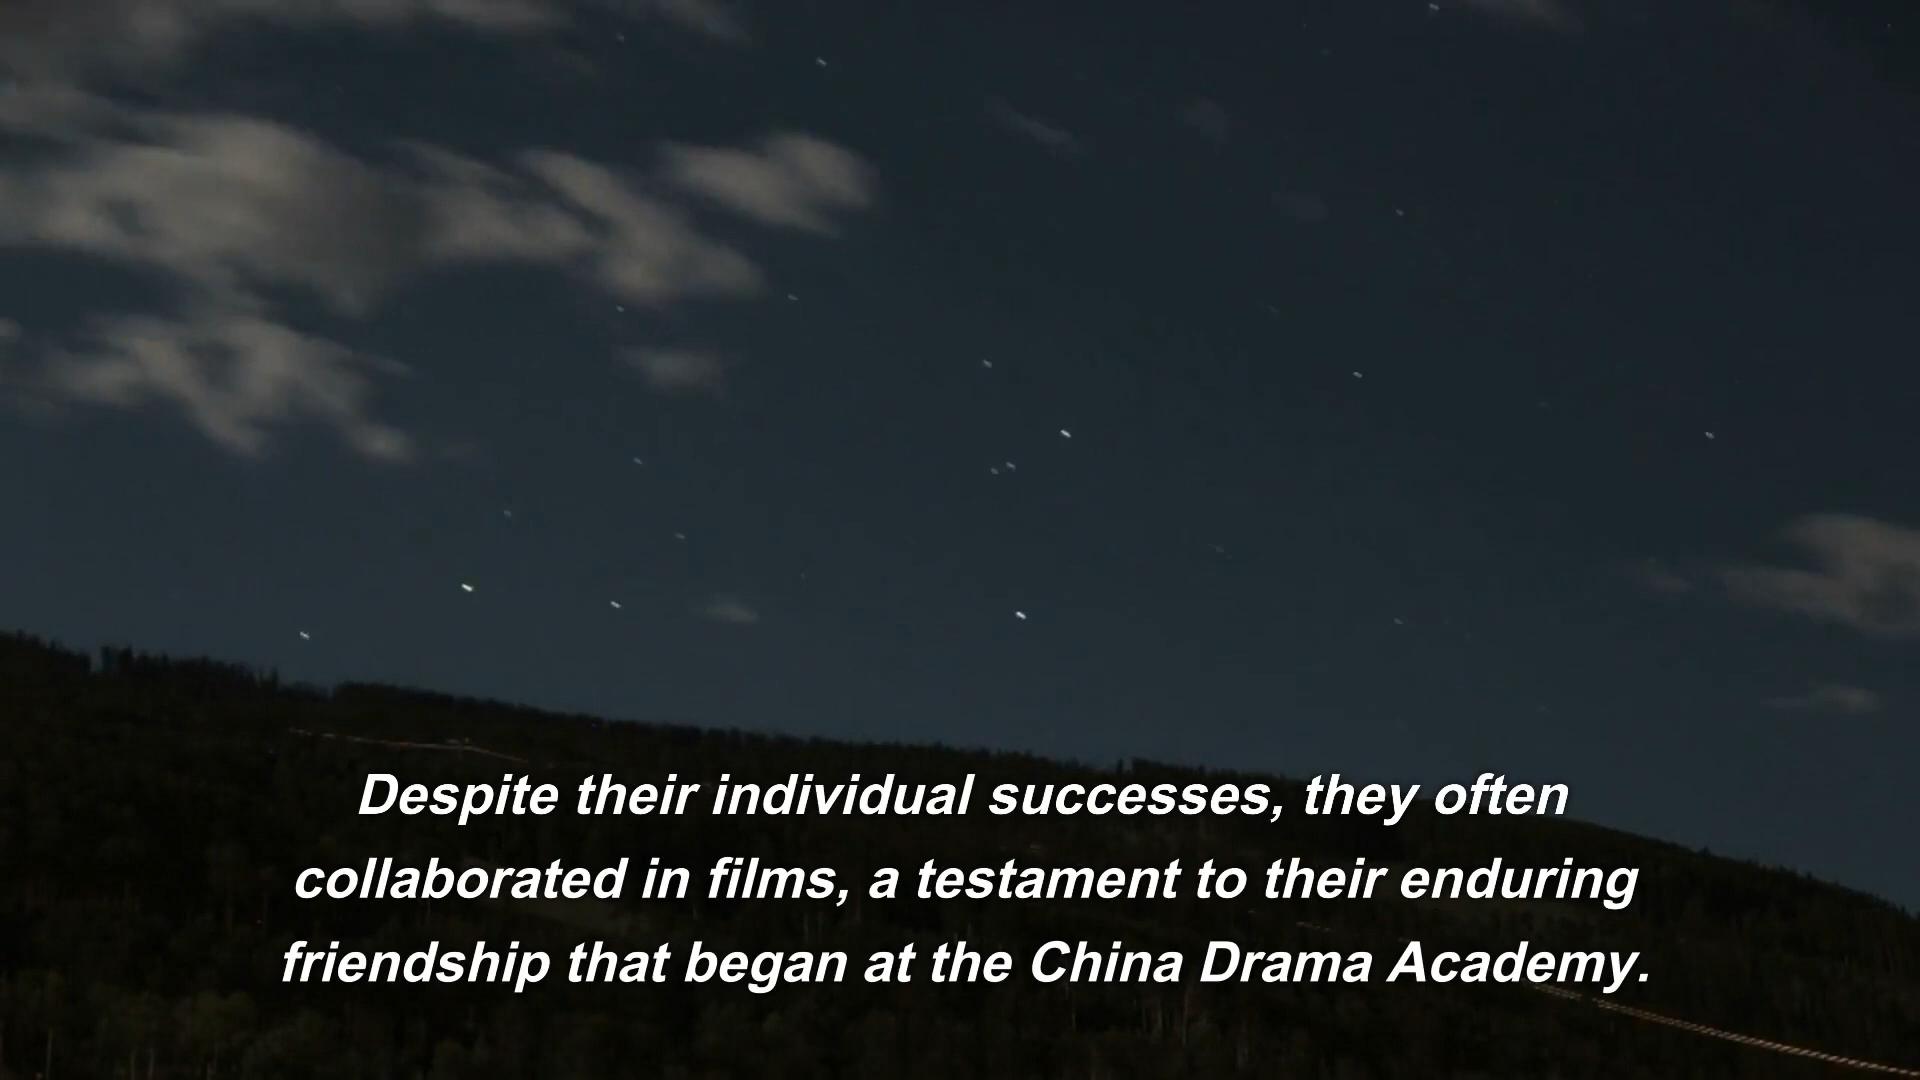 Despite their individual successes, they often
collaborated in films, a testament to their enduring
friendship that began at the China Drama Academy.